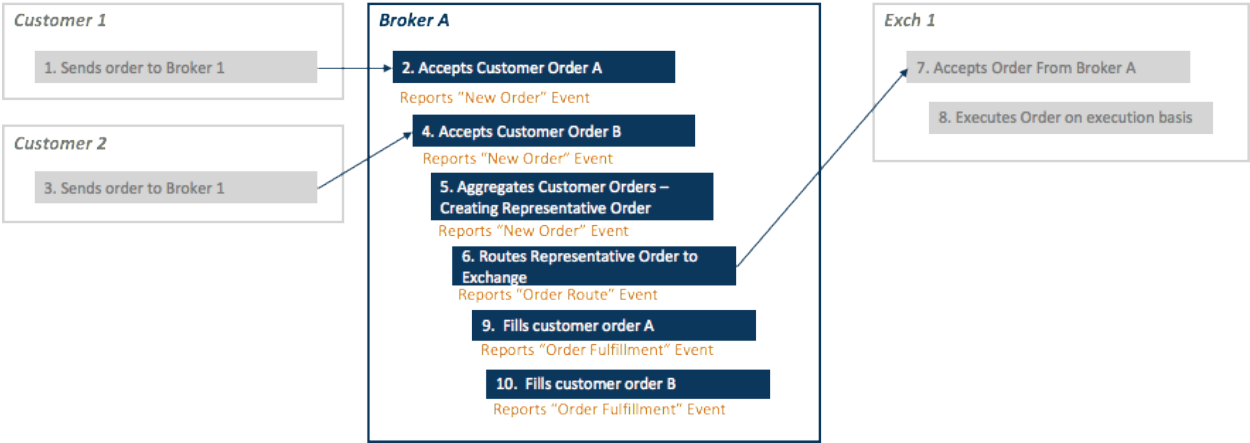 Customer 1
1. Sends order to Broker 1
Customer 2
3. Sends order to Broker 1
Broker A
2. Accepts Customer Order A
Reports "New Order" Event
4. Accepts Customer Order B
Reports "New Order" Event
5. Aggregates Customer Orders –
Creating Representative Order
Reports "New Order" Event
6. Routes Representative Order to
Exchange
Reports "Order Route" Event
9. Fills customer order A
Reports "Order Fulfillment" Event
10. Fills customer order B
Reports "Order Fulfillment" Event
Exch 1
7. Accepts Order From Broker A
8. Executes Order on execution basis